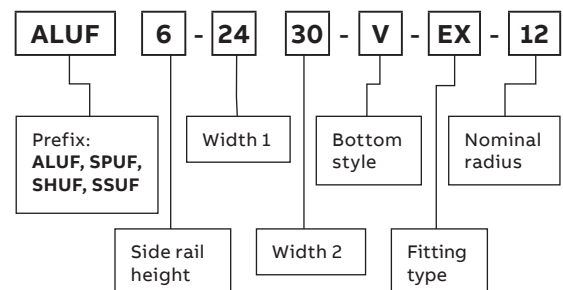 ALUF 6 - 24 30 - V - EX - 12
Prefix:
ALUF, SPUF,
SHUF, SSUF
Width 1
Bottom
style
Nominal
radius
Side rail
height
Width 2
Fitting
type